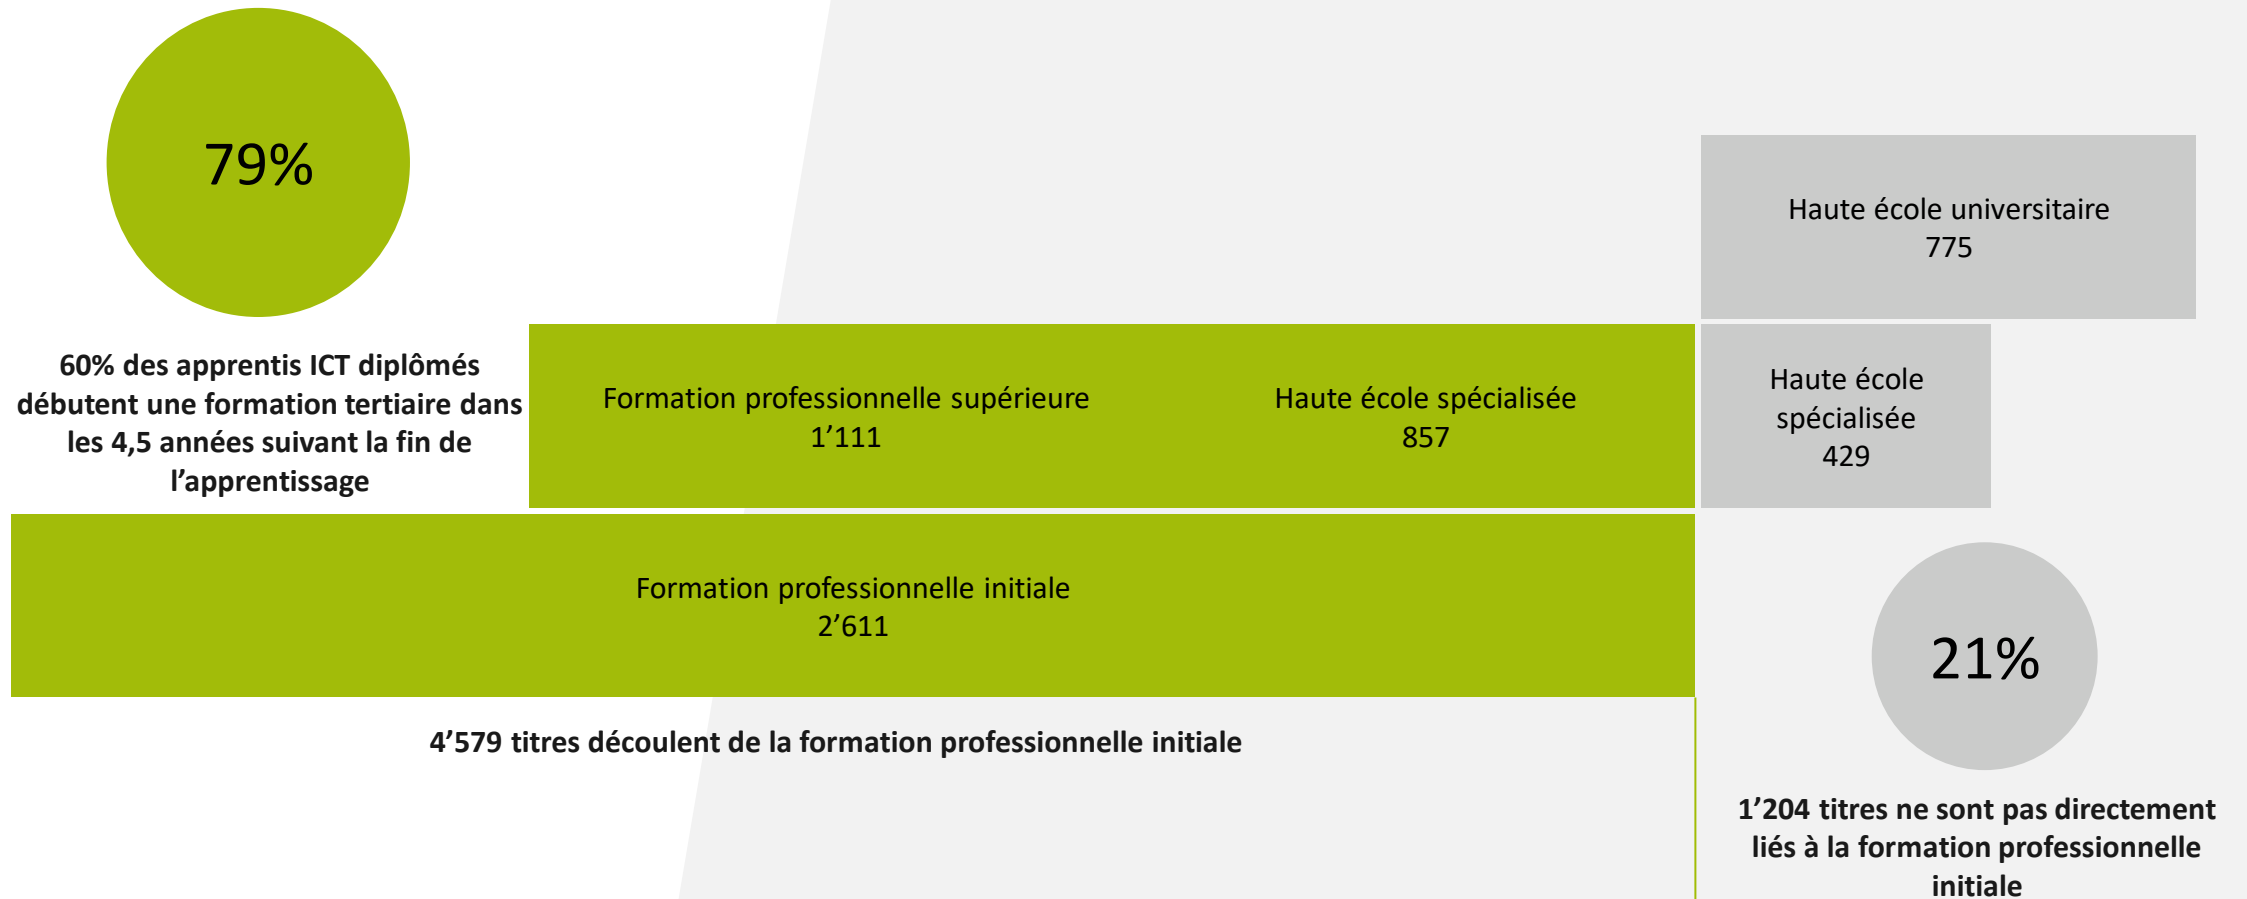 79%
Haute école universitaire
775
60% des apprentis ICT diplômés
débutent une formation tertiaire dans
les 4,5 années suivant la fin de
l’apprentissage
Formation professionnelle supérieure
1’111
Haute école spécialisée
857
Haute école
spécialisée
429
Formation professionnelle initiale
2’611
21%
4’579 titres découlent de la formation professionnelle initiale
1’204 titres ne sont pas directement
liés à la formation professionnelle
initiale